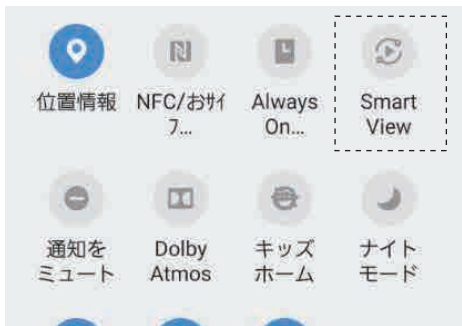 位置情報 NFC/おサイ Always Smart
フ... On... View
通知を Dolby キッズ ナイト
ミュート Atmos ホーム モード